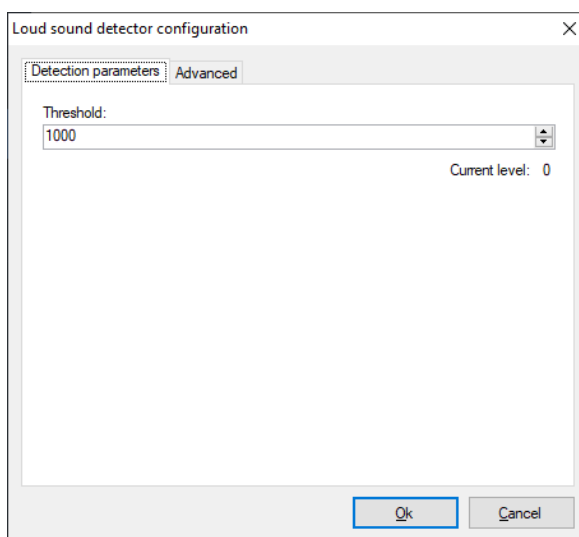 Loud sound detector configuration
Detection parameters Advanced
Threshold:
1000
Current level: 0
Ok Cancel